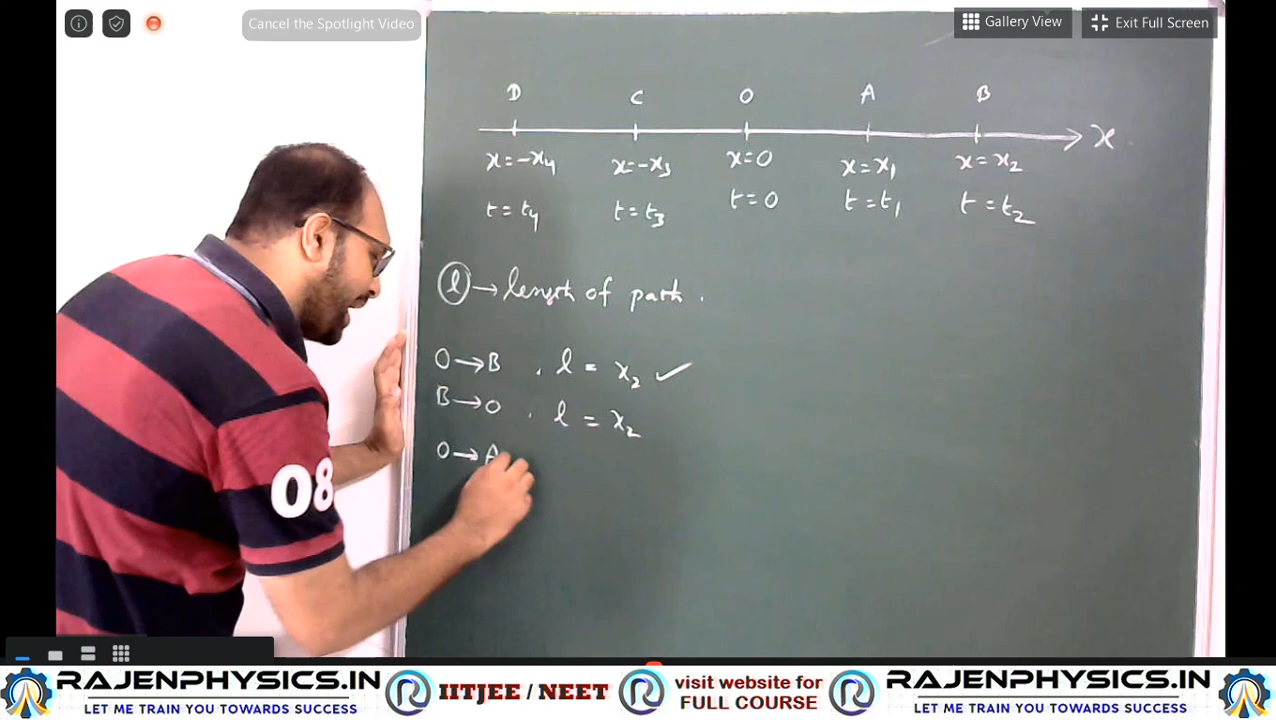 Cancel the Spotlight Video
Gallery View
Exit Full Screen
D C O A B
x
x=-x4 x=-x3 x=0 x=x1 x=x2
t=t4 t=t3 t=0 t=t1 t=t2
l → length of path.
O→B, l = x2 ✓
B→O, l = x2
O→A
08
RAJENPHYSICS.IN
LET ME TRAIN YOU TOWARDS SUCCESS
IITJEE / NEET
visit website for
FULL COURSE
RAJENPHYSICS.IN
LET ME TRAIN YOU TOWARDS SUCCESS